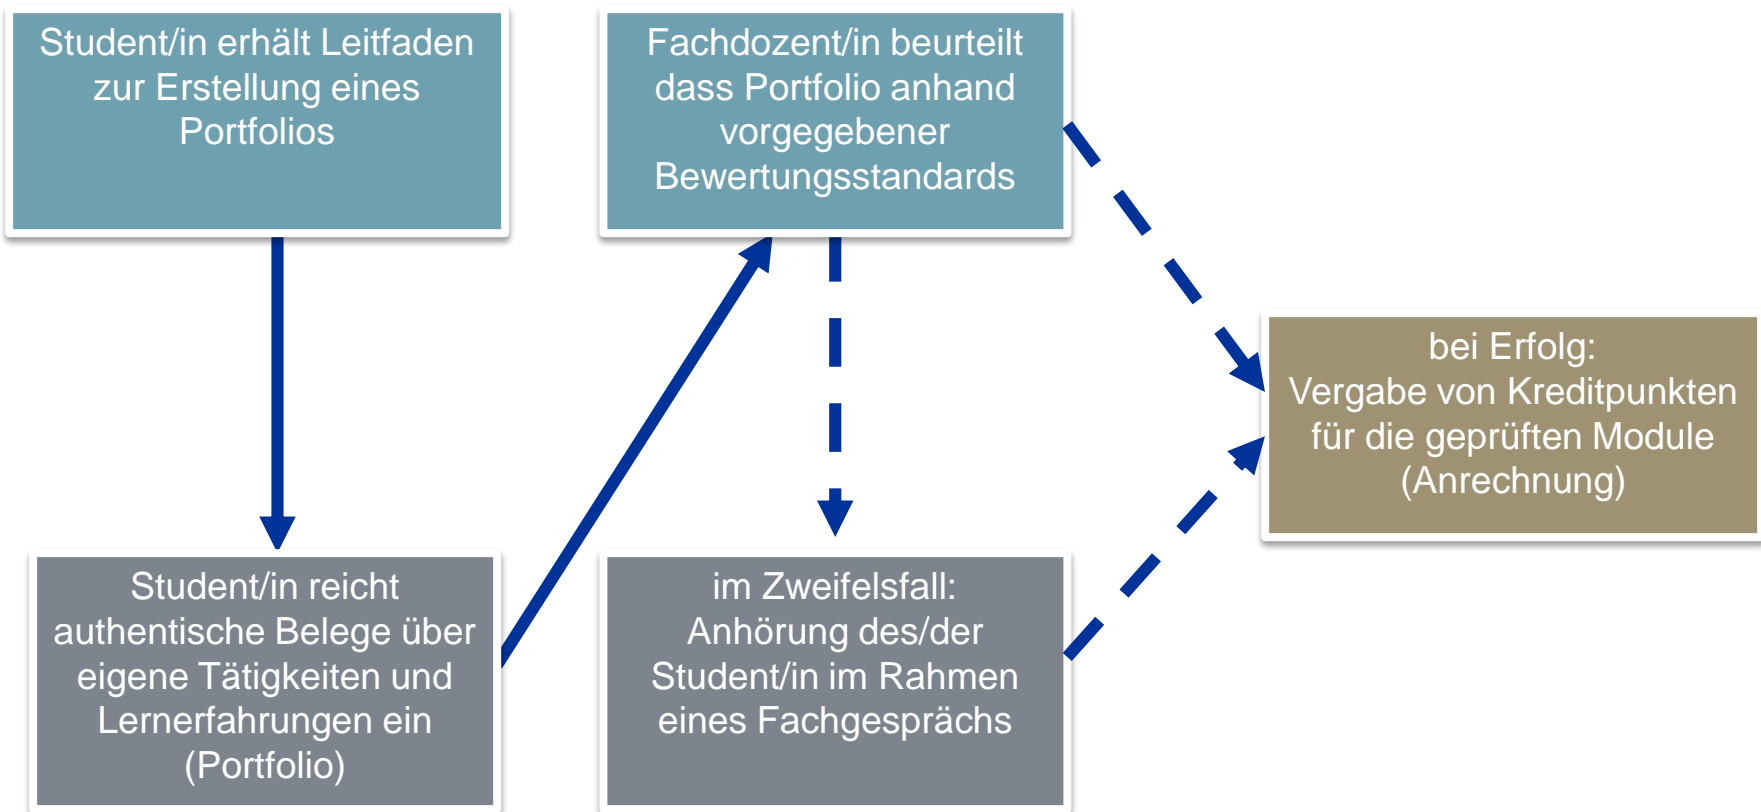 Student/in erhält Leitfaden
zur Erstellung eines
Portfolios
Student/in reicht
authentische Belege über
eigene Tätigkeiten und
Lernerfahrungen ein
(Portfolio)
Fachdozent/in beurteilt
dass Portfolio anhand
vorgegebener
Bewertungsstandards
im Zweifelsfall:
Anhörung des/der
Student/in im Rahmen
eines Fachgesprächs
bei Erfolg:
Vergabe von Kreditpunkten
für die geprüften Module
(Anrechnung)